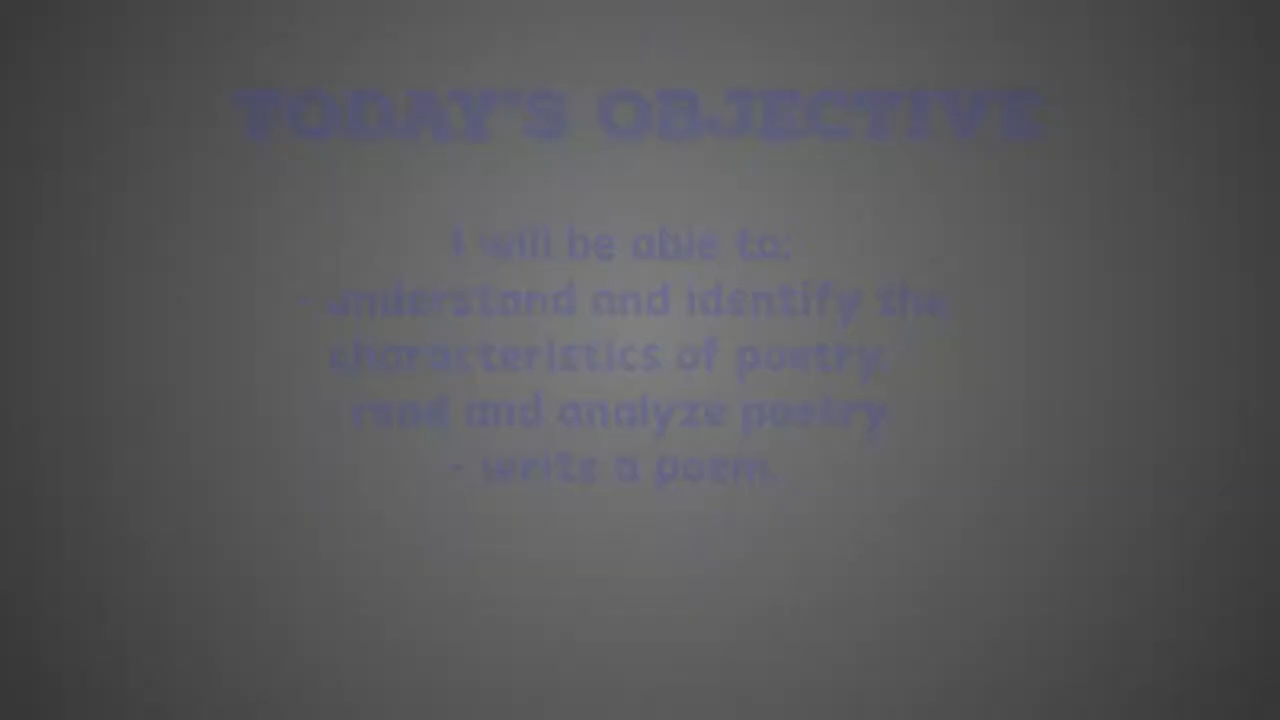 TODAY'S OBJECTIVE
I will be able to:
- understand and identify the
characteristics of poetry.
read and analyze poetry
- write a poem.